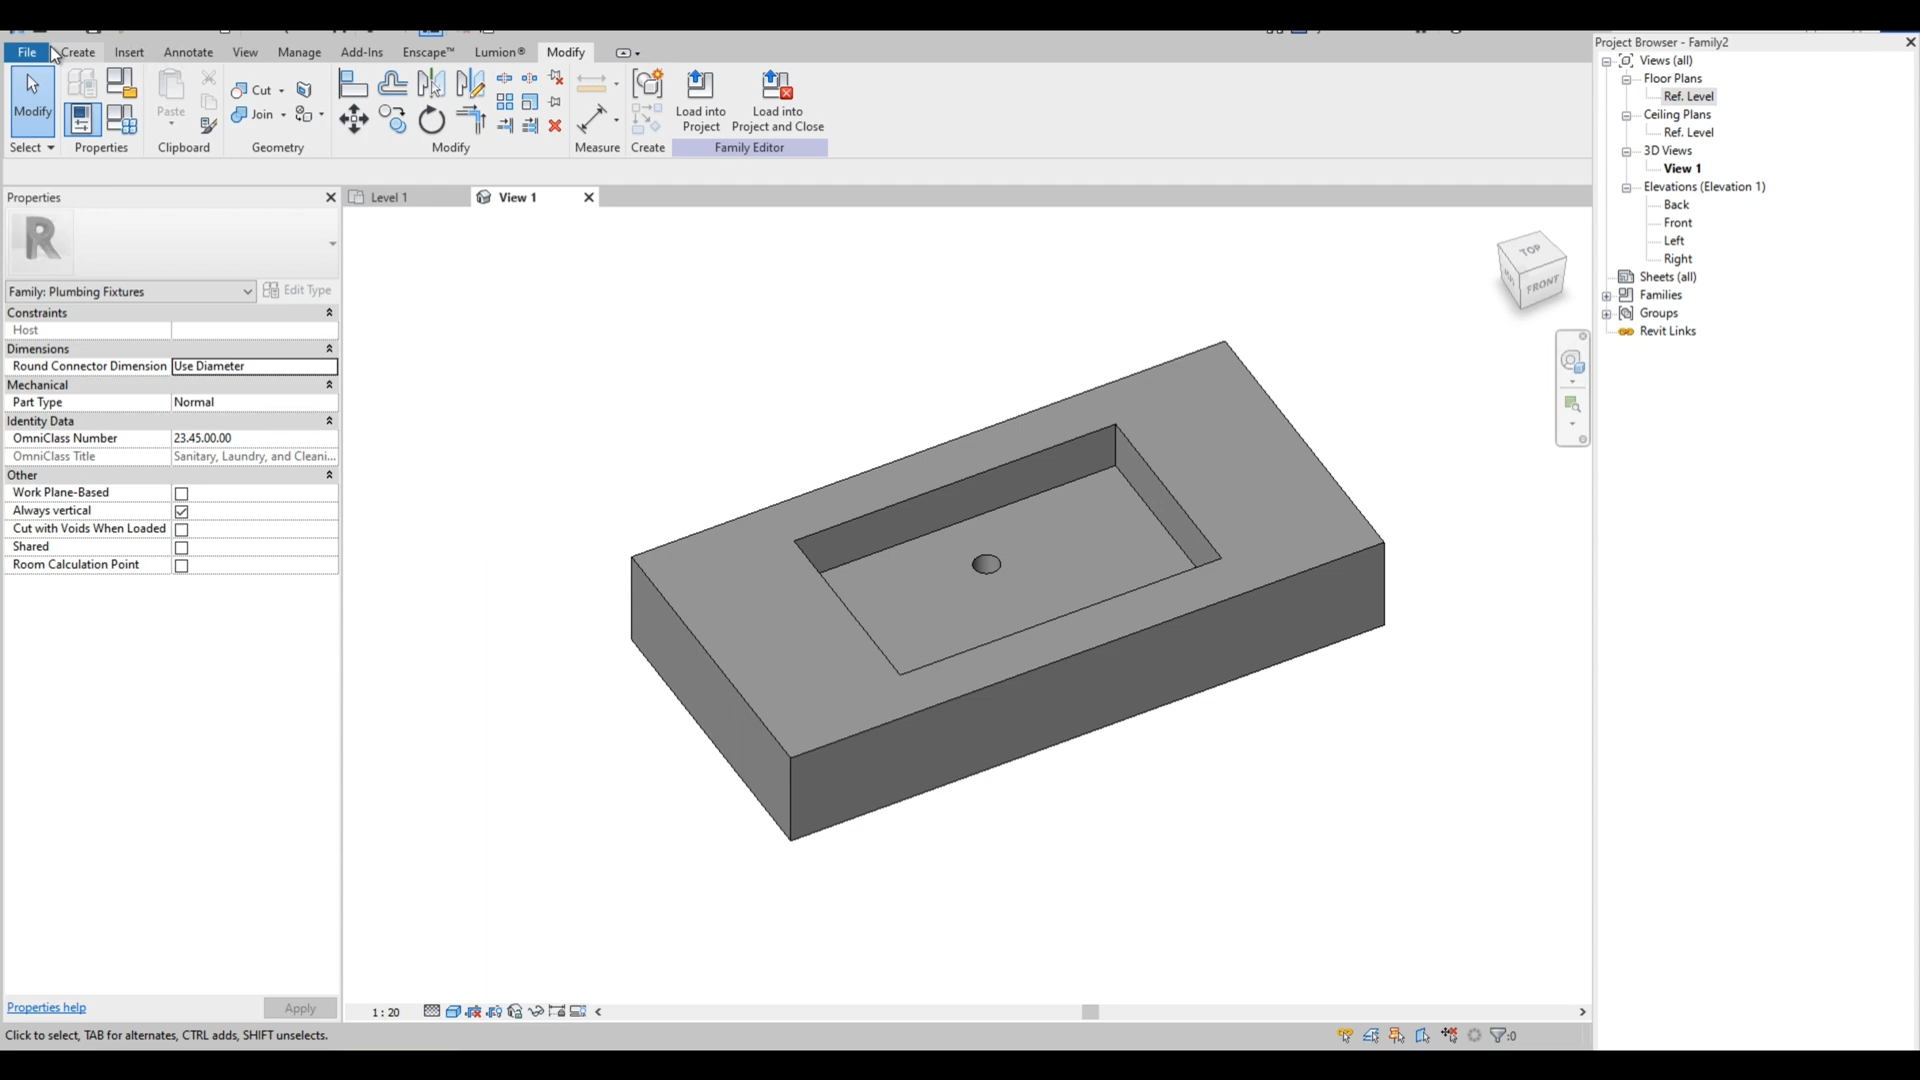 File Create Insert Annotate View Manage Add-Ins Enscape™ Lumion® Modify
Modify
Paste
Cut
Join
Load into Project
Load into Project and Close
Select Properties Clipboard Geometry Modify Measure Create Family Editor
Properties
Level 1
View 1
R
Family: Plumbing Fixtures
Edit Type
Constraints
Host
Dimensions
Round Connector Dimension Use Diameter
Mechanical
Part Type Normal
Identity Data
OmniClass Number 23.45.00.00
OmniClass Title Sanitary, Laundry, and Cleani...
Other
Work Plane-Based
Always vertical
Cut with Voids When Loaded
Shared
Room Calculation Point
Properties help
Apply
TOP
FRONT
1 : 20
Click to select, TAB for alternates, CTRL adds, SHIFT unselects.
:0
Project Browser - Family2
Views (all)
Floor Plans
Ref. Level
Ceiling Plans
Ref. Level
3D Views
View 1
Elevations (Elevation 1)
Back
Front
Left
Right
Sheets (all)
Families
Groups
Revit Links